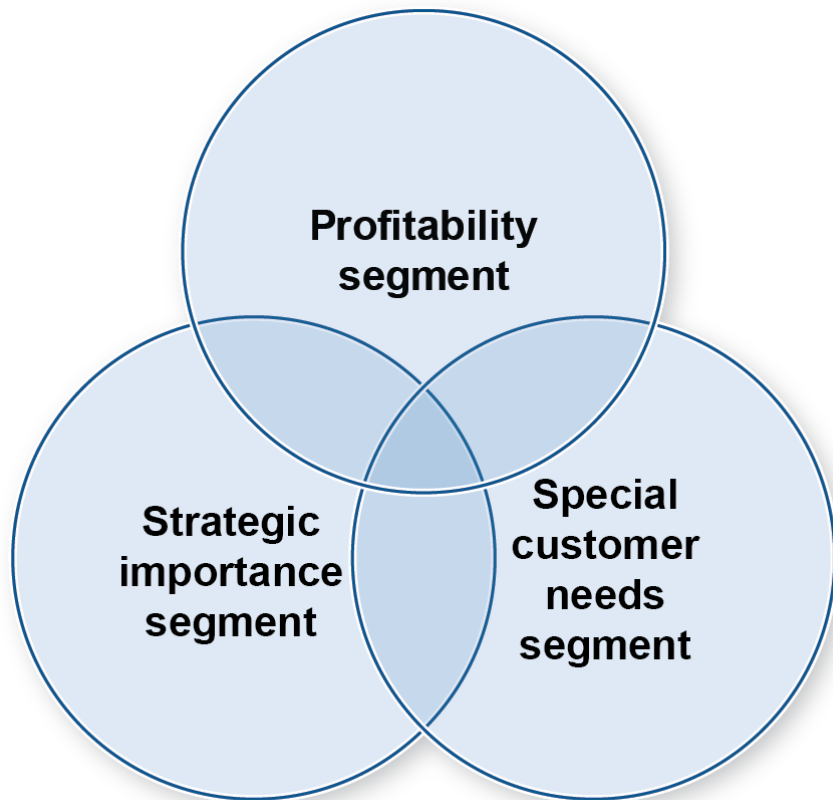 Profitability
segment
Strategic
importance
segment
Special
customer
needs
segment